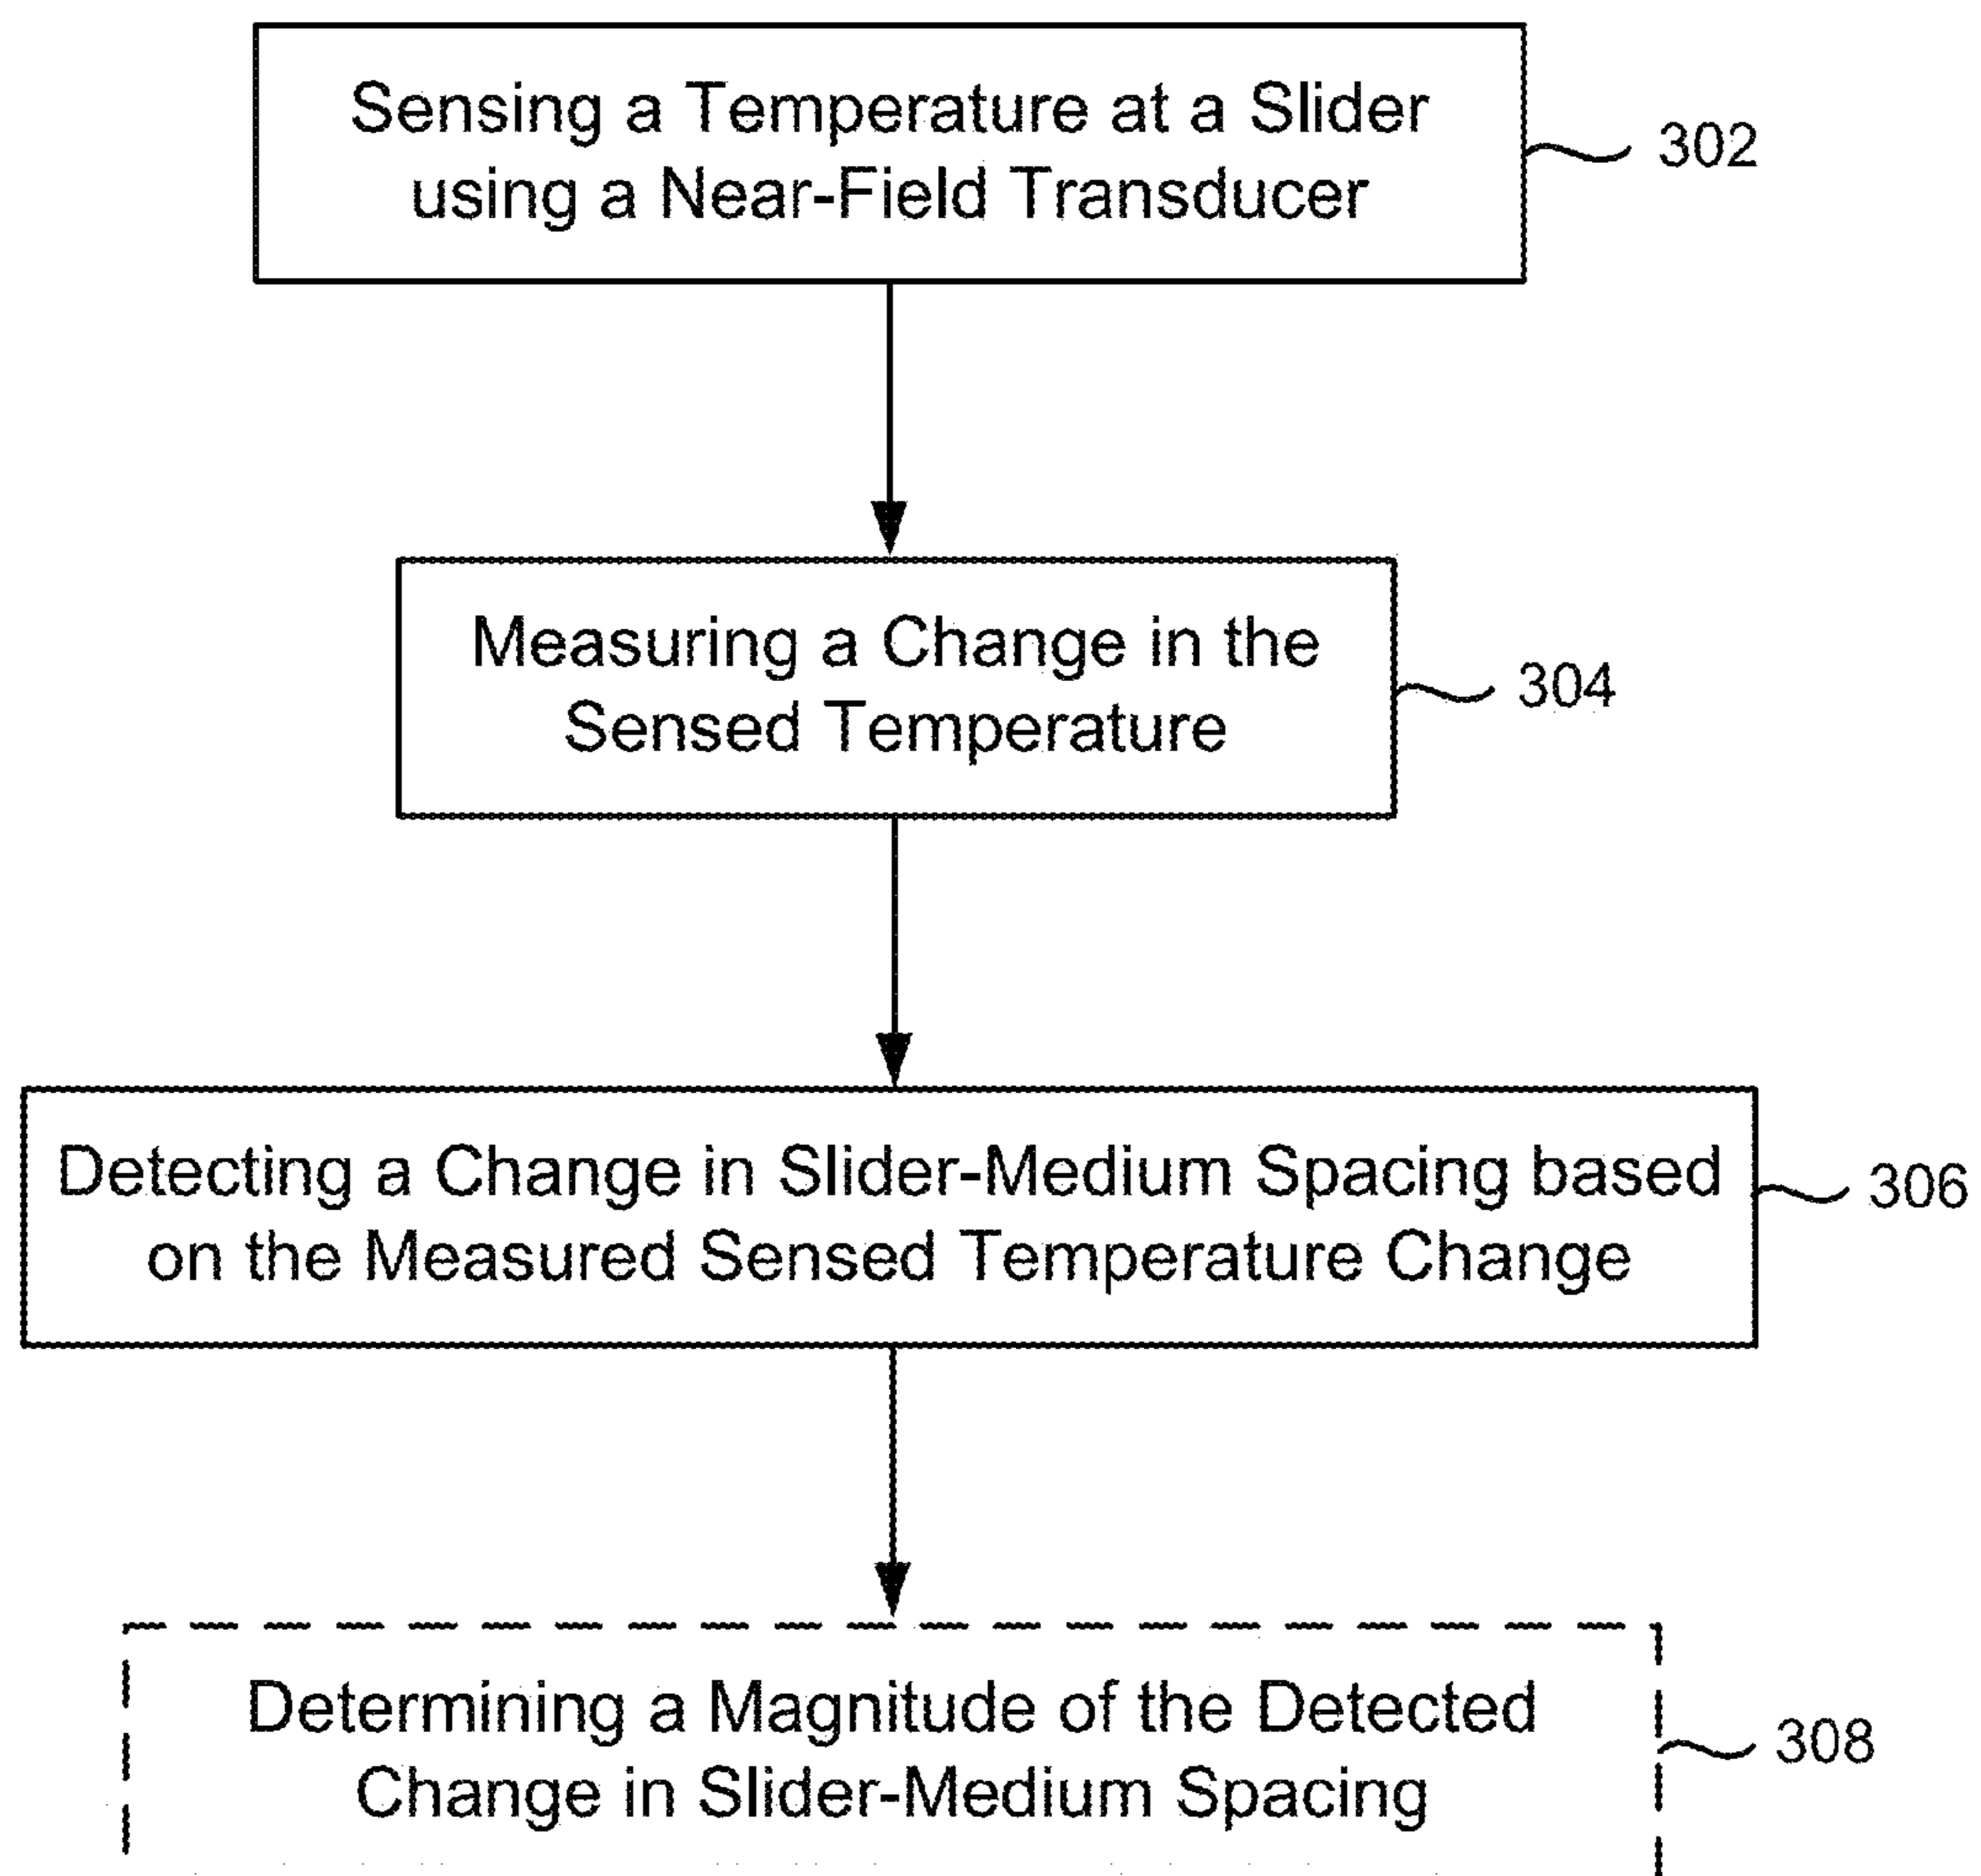 Sensing a Temperature at a Slider
using a Near-Field Transducer
302
Measuring a Change in the
Sensed Temperature
304
Detecting a Change in Slider-Medium Spacing based
on the Measured Sensed Temperature Change
306
Determining a Magnitude of the Detected
Change in Slider-Medium Spacing
308